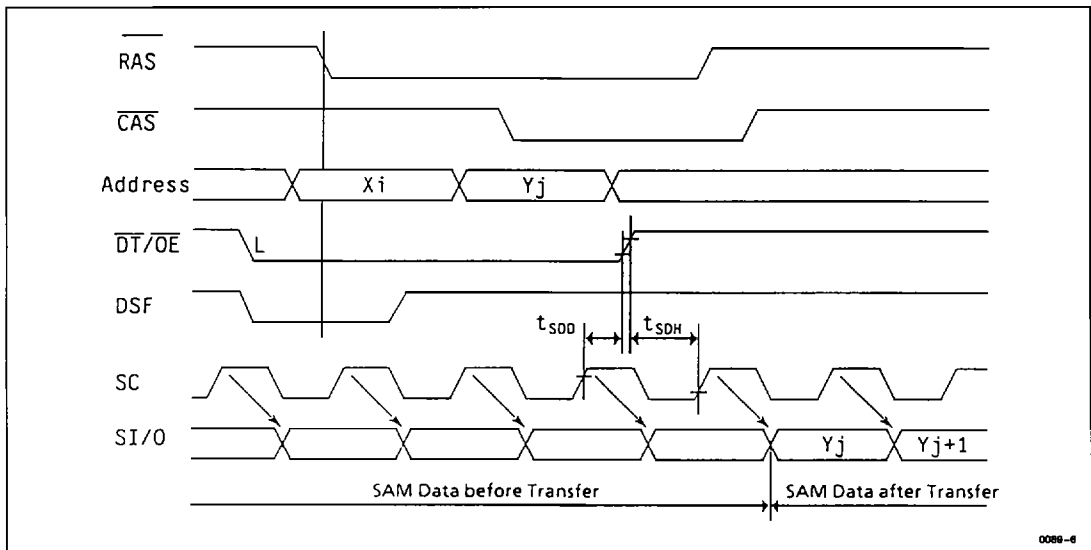 RAS
CAS
Address Xi Yj
DT/OE L
DSF
tSDD tSDH
SC
SI/O Yj Yj+1
SAM Data before Transfer SAM Data after Transfer
0089-6